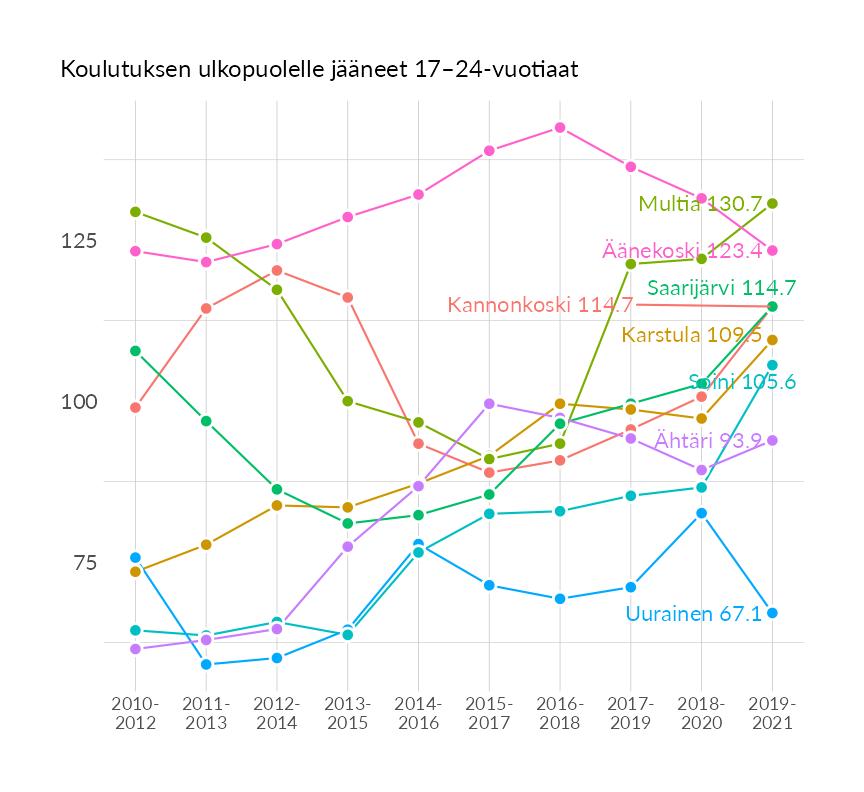 Koulutuksen ulkopuolelle jääneet 17–24-vuotiaat
Multia 130.7
125
Äänekoski 123.4
Saarijärvi 114.7
Kannonkoski 114.7
Karstula 109.5
Soini 105.6
100
Ähtäri 93.9
75
Uurainen 67.1
2010-
2012
2011-
2013
2012-
2014
2013-
2015
2014-
2016
2015-
2017
2016-
2018
2017-
2019
2018-
2020
2019-
2021